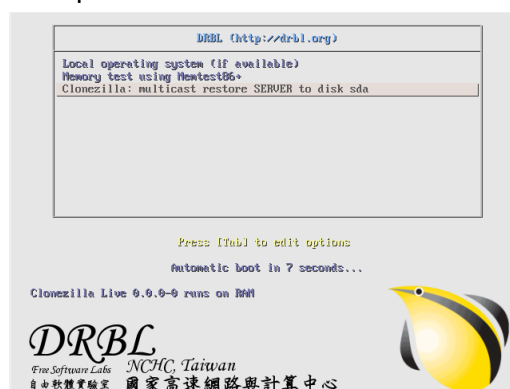 DRBL (http://drbl.org)
Local operating system (if available)
Memory test using Memtest86+
Clonezilla: multicast restore SERVER to disk sda
Press [Tab] to edit options
Automatic boot in 7 seconds...
Clonezilla Live 0.0.0-0 runs on RAM
DRBL
Free Software Labs NCHC, Taiwan
自由軟體實驗室 國家高速網路與計算中心